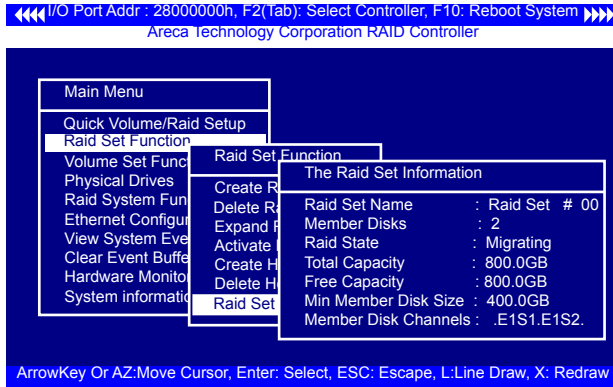 I/O Port Addr : 28000000h, F2(Tab): Select Controller, F10: Reboot System
Areca Technology Corporation RAID Controller
Main Menu
Quick Volume/Raid Setup
Raid Set Function
Volume Set Funct
Physical Drives
Raid System Fun
Ethernet Configur
View System Eve
Clear Event Buffe
Hardware Monito
System informatio
Raid Set Function
Create R
Delete Ra
Expand R
Activate
Create H
Delete Ho
Raid Set
The Raid Set Information
Raid Set Name : Raid Set # 00
Member Disks : 2
Raid State : Migrating
Total Capacity : 800.0GB
Free Capacity : 800.0GB
Min Member Disk Size : 400.0GB
Member Disk Channels : .E1S1.E1S2.
ArrowKey Or AZ:Move Cursor, Enter: Select, ESC: Escape, L:Line Draw, X: Redraw